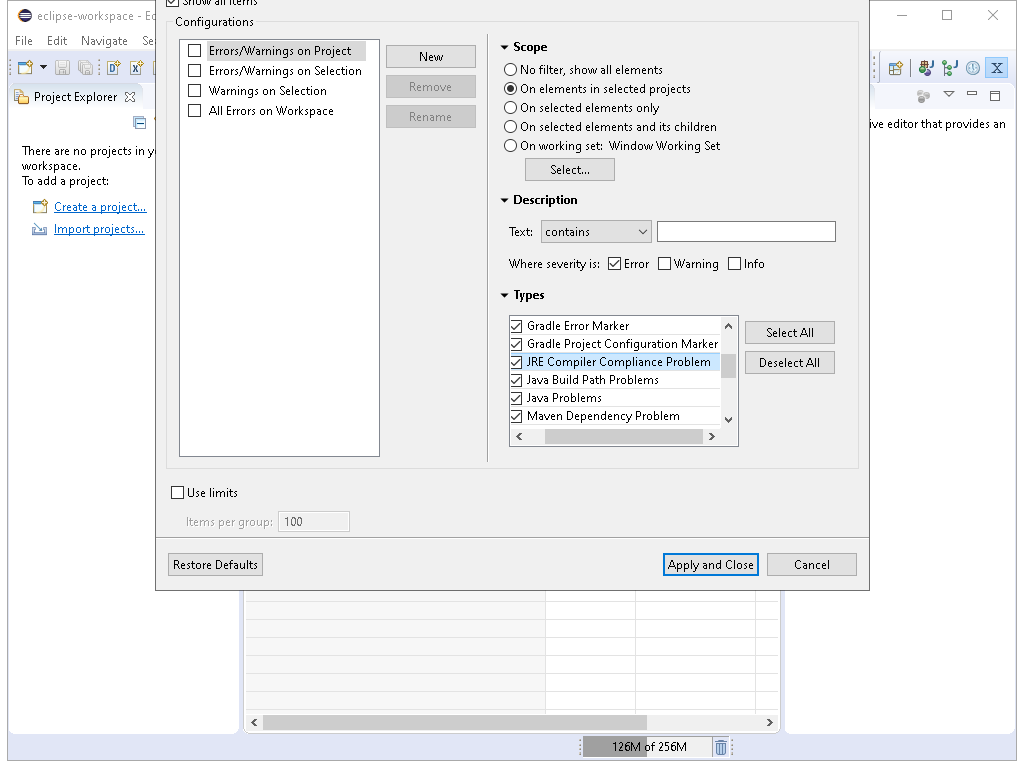 eclipse-workspace - Ec
Show all items
File Edit Navigate Se
Configurations
Errors/Warnings on Project
Errors/Warnings on Selection
Warnings on Selection
All Errors on Workspace
New
Remove
Rename
Scope
No filter, show all elements
On elements in selected projects
On selected elements only
On selected elements and its children
On working set: Window Working Set
Select...
Description
Text: contains
Where severity is: Error Warning Info
Types
Gradle Error Marker
Gradle Project Configuration Marker
JRE Compiler Compliance Problem
Java Build Path Problems
Java Problems
Maven Dependency Problem
Select All
Deselect All
Use limits
Items per group: 100
Restore Defaults
Apply and Close
Cancel
Project Explorer
There are no projects in y
workspace.
To add a project:
Create a project...
Import projects...
ive editor that provides an
126M of 256M